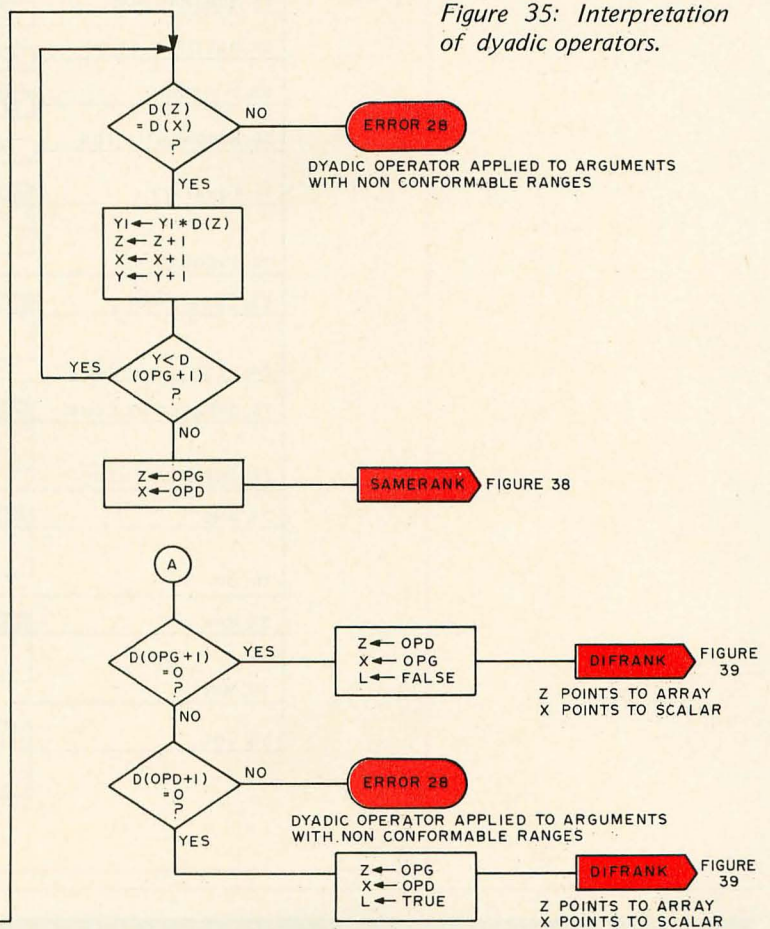 Figure 35: Interpretation
of dyadic operators.
D(Z)
= D(X)
?
NO
ERROR 28
DYADIC OPERATOR APPLIED TO ARGUMENTS
WITH NON CONFORMABLE RANGES
YES
Y1 ← Y1 * D(Z)
Z ← Z+1
X ← X+1
Y ← Y+1
YES
Y < D
(OPG+1)
?
NO
Z ← OPG
X ← OPD
SAMERANK
FIGURE 38
A
D(OPG+1)
=0
?
YES
Z ← OPD
X ← OPG
L ← FALSE
DIFRANK
FIGURE
39
Z POINTS TO ARRAY
X POINTS TO SCALAR
NO
D(OPD+1)
=0
?
NO
ERROR 28
DYADIC OPERATOR APPLIED TO ARGUMENTS
WITH NON CONFORMABLE RANGES
YES
Z ← OPG
X ← OPD
L ← TRUE
DIFRANK
FIGURE
39
Z POINTS TO ARRAY
X POINTS TO SCALAR